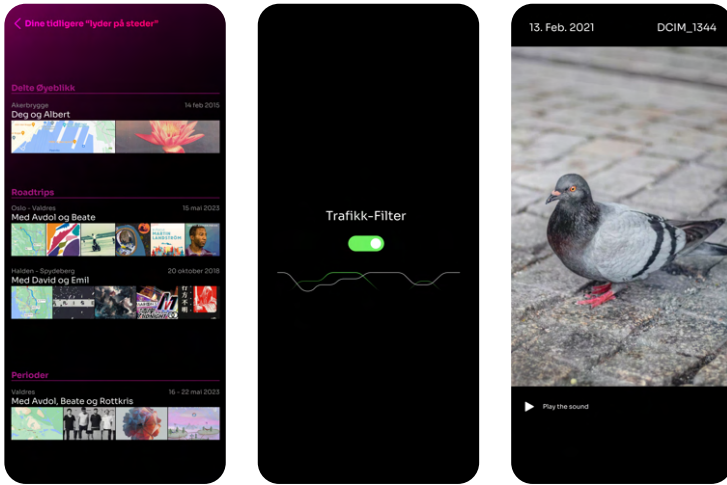 Dine tidligere "lyder på steder"
Delte Øyeblikk
Akerbrygge 14 feb 2015
Deg og Albert
Roadtrips
Oslo - Valdres 15 mai 2023
Med Avdol og Beate
Halden - Spydeberg 20 oktober 2018
Med David og Emil
Perioder
Valdres 16 - 22 mai 2023
Med Avdol, Beate og Rottkris
Trafikk-Filter
13. Feb. 2021 DCIM_1344
Play the sound